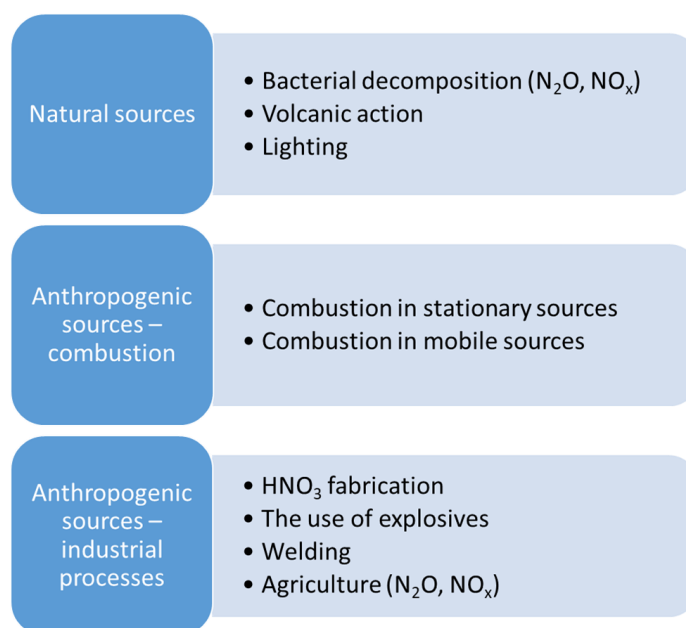 Natural sources
• Bacterial decomposition (N₂O, NOₓ)
• Volcanic action
• Lighting
Anthropogenic
sources –
combustion
• Combustion in stationary sources
• Combustion in mobile sources
Anthropogenic
sources –
industrial
processes
• HNO₃ fabrication
• The use of explosives
• Welding
• Agriculture (N₂O, NOₓ)